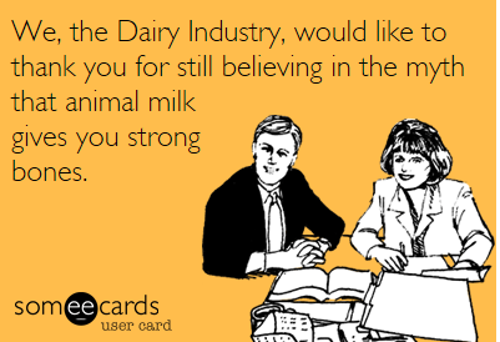 We, the Dairy Industry, would like to
thank you for still believing in the myth
that animal milk
gives you strong
bones.
someecards
user card